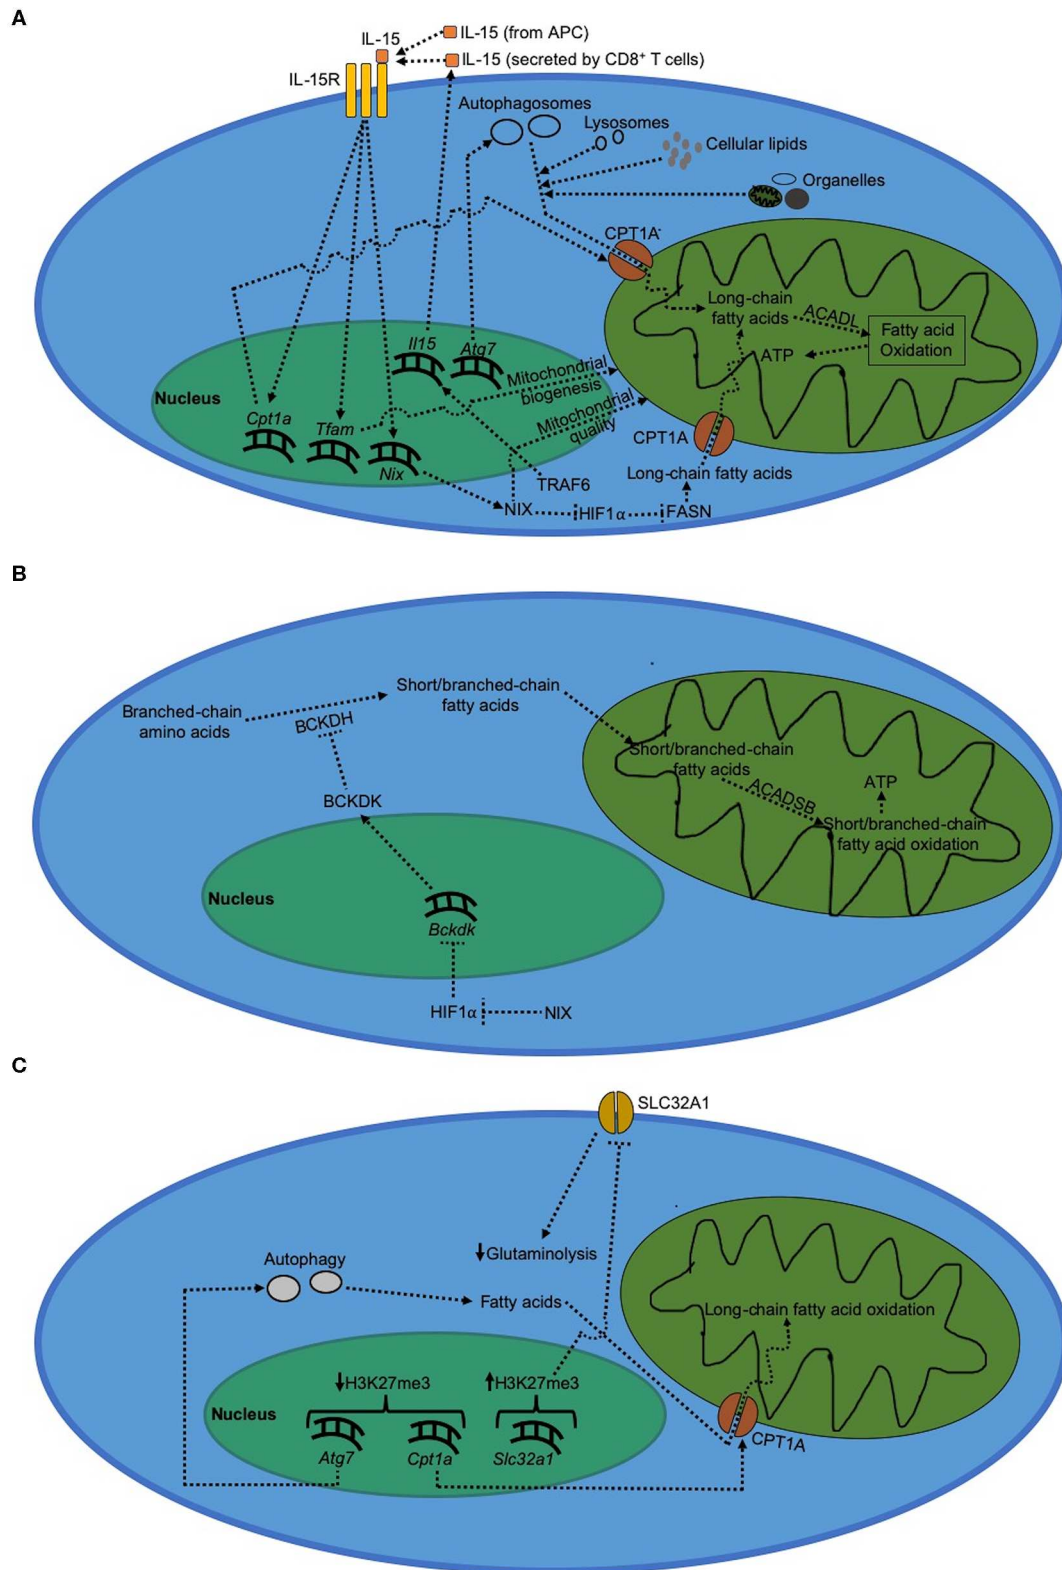 A
IL-15
IL-15 (from APC)
IL-15 (secreted by CD8⁺ T cells)
IL-15R
Autophagosomes
Lysosomes
Cellular lipids
Organelles
CPT1A
Long-chain
fatty acids
ACADL
Fatty acid
Oxidation
ATP
Il15
Atg7
Mitochondrial
biogenesis
Nucleus
Cpt1a
Tfam
Nix
Mitochondrial
quality
CPT1A
Long-chain fatty acids
TRAF6
NIX
HIF1α
FASN
B
Branched-chain
amino acids
BCKDH
Short/branched-chain
fatty acids
Short/branched-chain
fatty acids
ACADSB
ATP
Short/branched-chain
fatty acid oxidation
BCKDK
Nucleus
Bckdk
HIF1α
NIX
C
SLC32A1
Glutaminolysis
Autophagy
Fatty acids
Long-chain fatty acid oxidation
H3K27me3
H3K27me3
Nucleus
Atg7
Cpt1a
Slc32a1
CPT1A